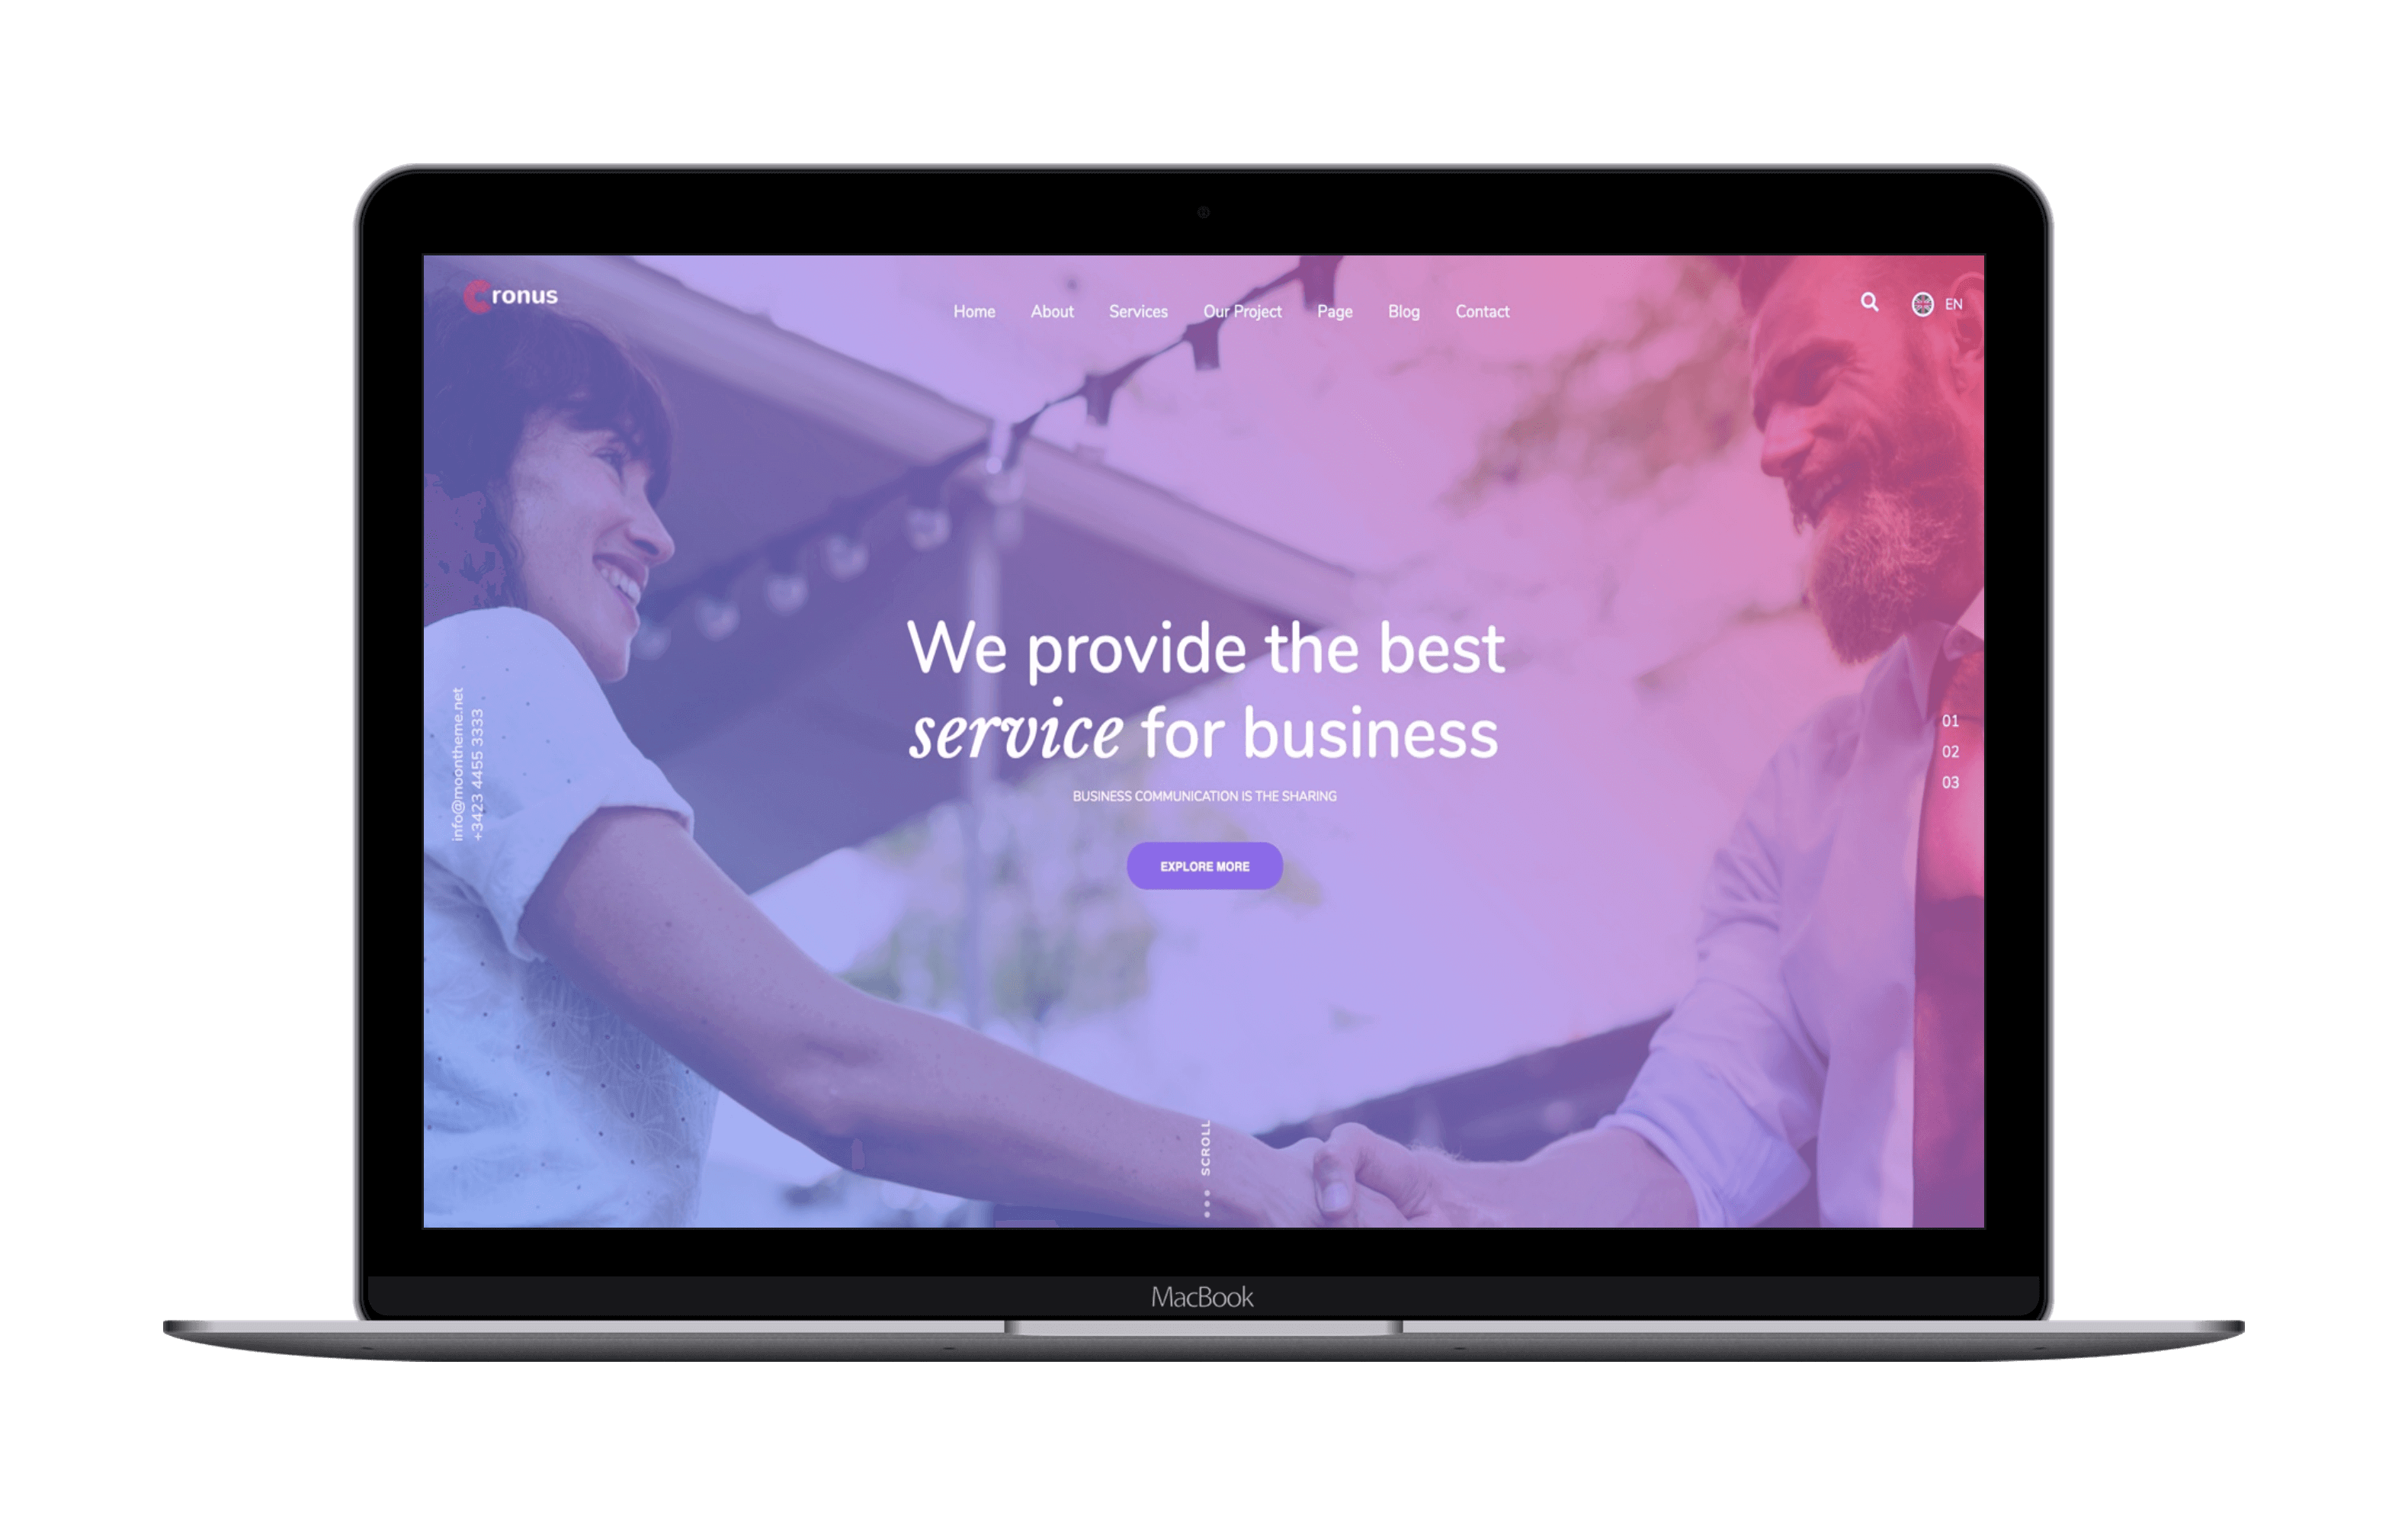 Cronus
Home About Services Our Project Page Blog Contact
EN
We provide the best
service for business
BUSINESS COMMUNICATION IS THE SHARING
EXPLORE MORE
info@moontheme.net
+3423 4455 3333
01
02
03
SCROLL
MacBook